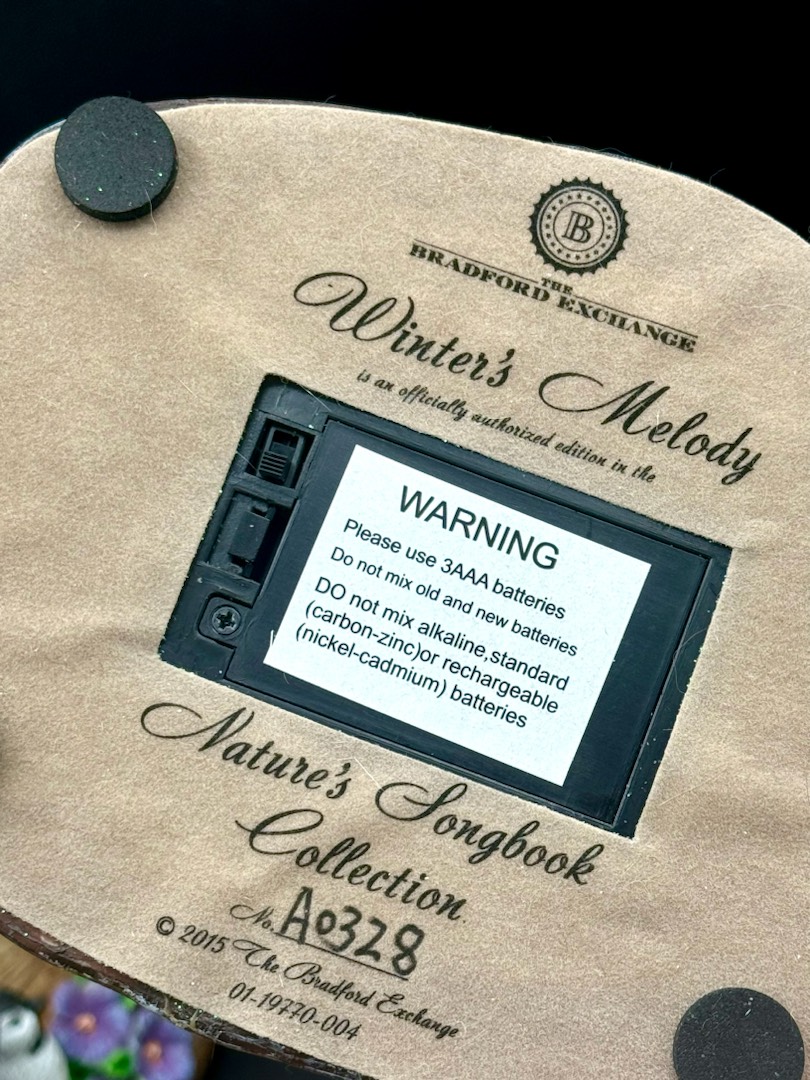 B
THE
BRADFORD EXCHANGE
Winter's Melody
is an officially authorized edition in the
WARNING
Please use 3AAA batteries
Do not mix old and new batteries
DO not mix alkaline,standard
(carbon-zinc)or rechargeable
(nickel-cadmium) batteries
Nature's Songbook
Collection.
No. A0328
© 2015 The Bradford Exchange
01-19770-004